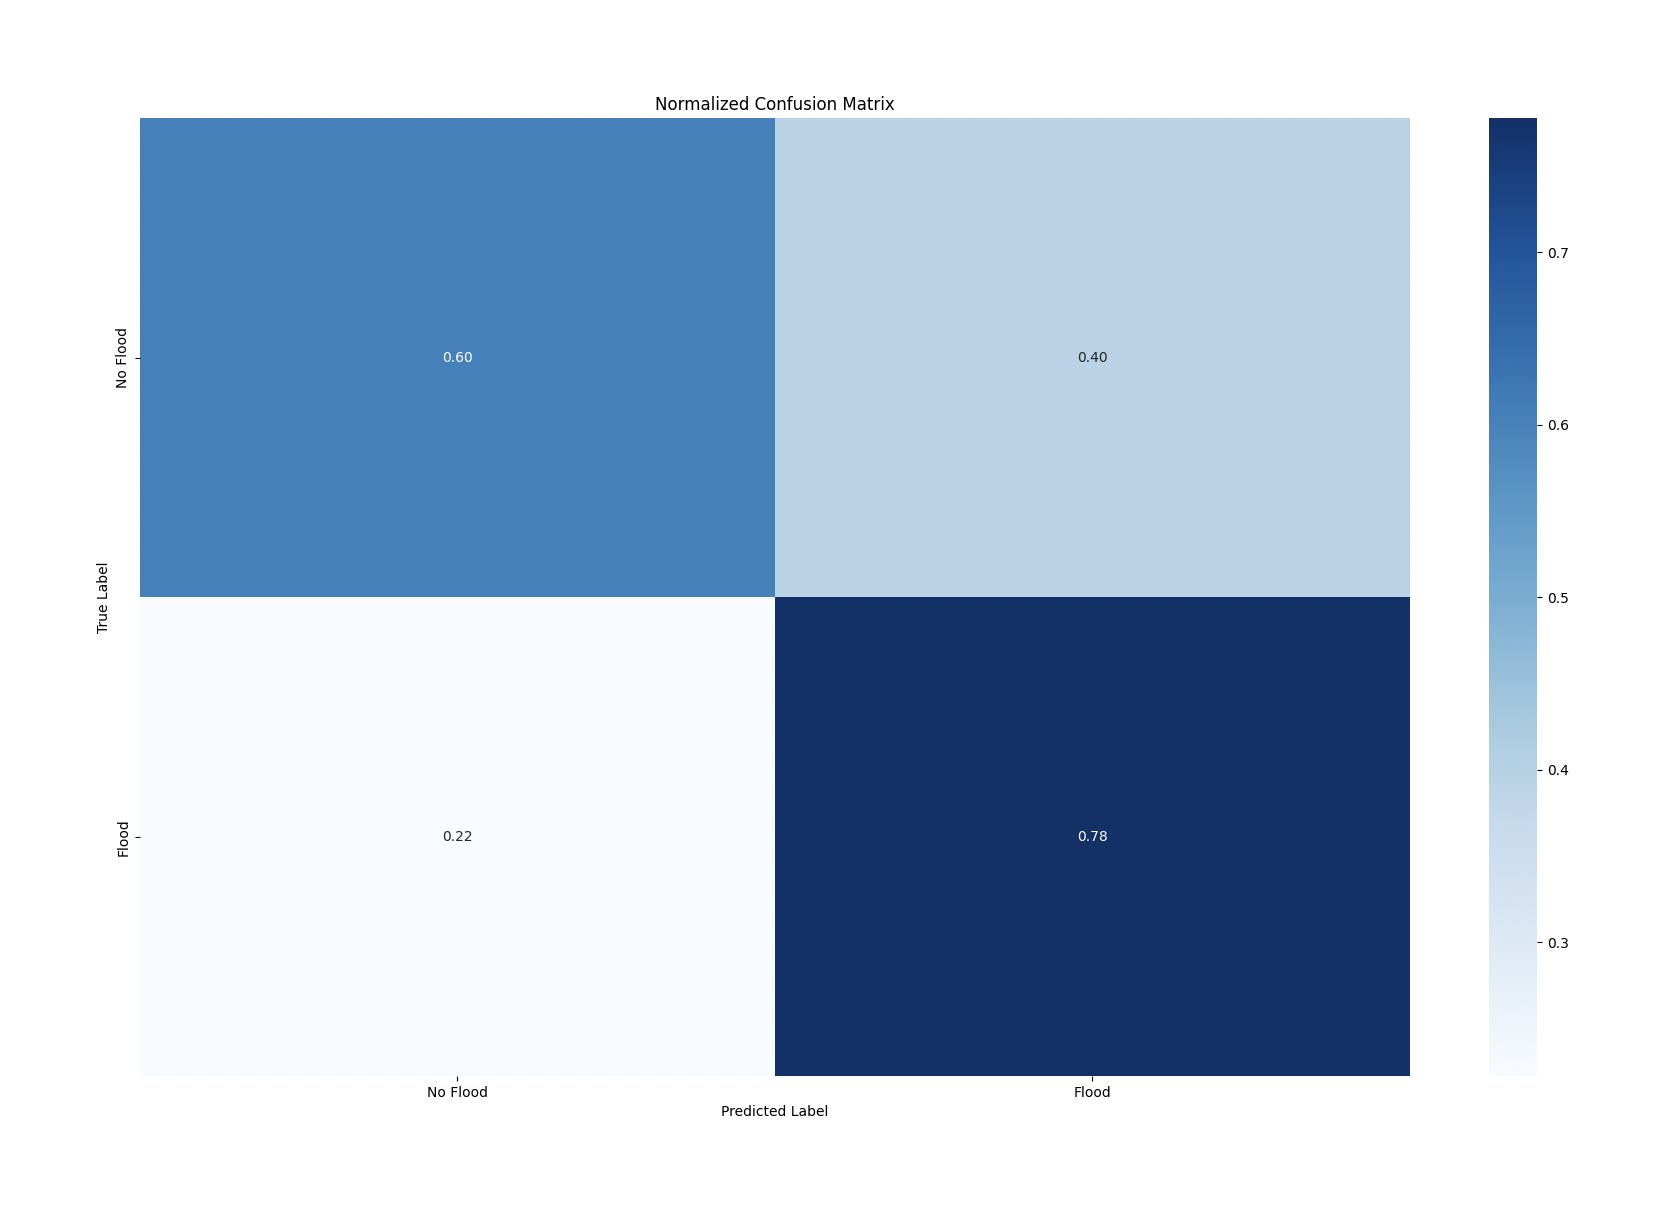 Normalized Confusion Matrix
True Label
No Flood
0.60
0.40
Flood
0.22
0.78
No Flood
Flood
Predicted Label
0.7
0.6
0.5
0.4
0.3